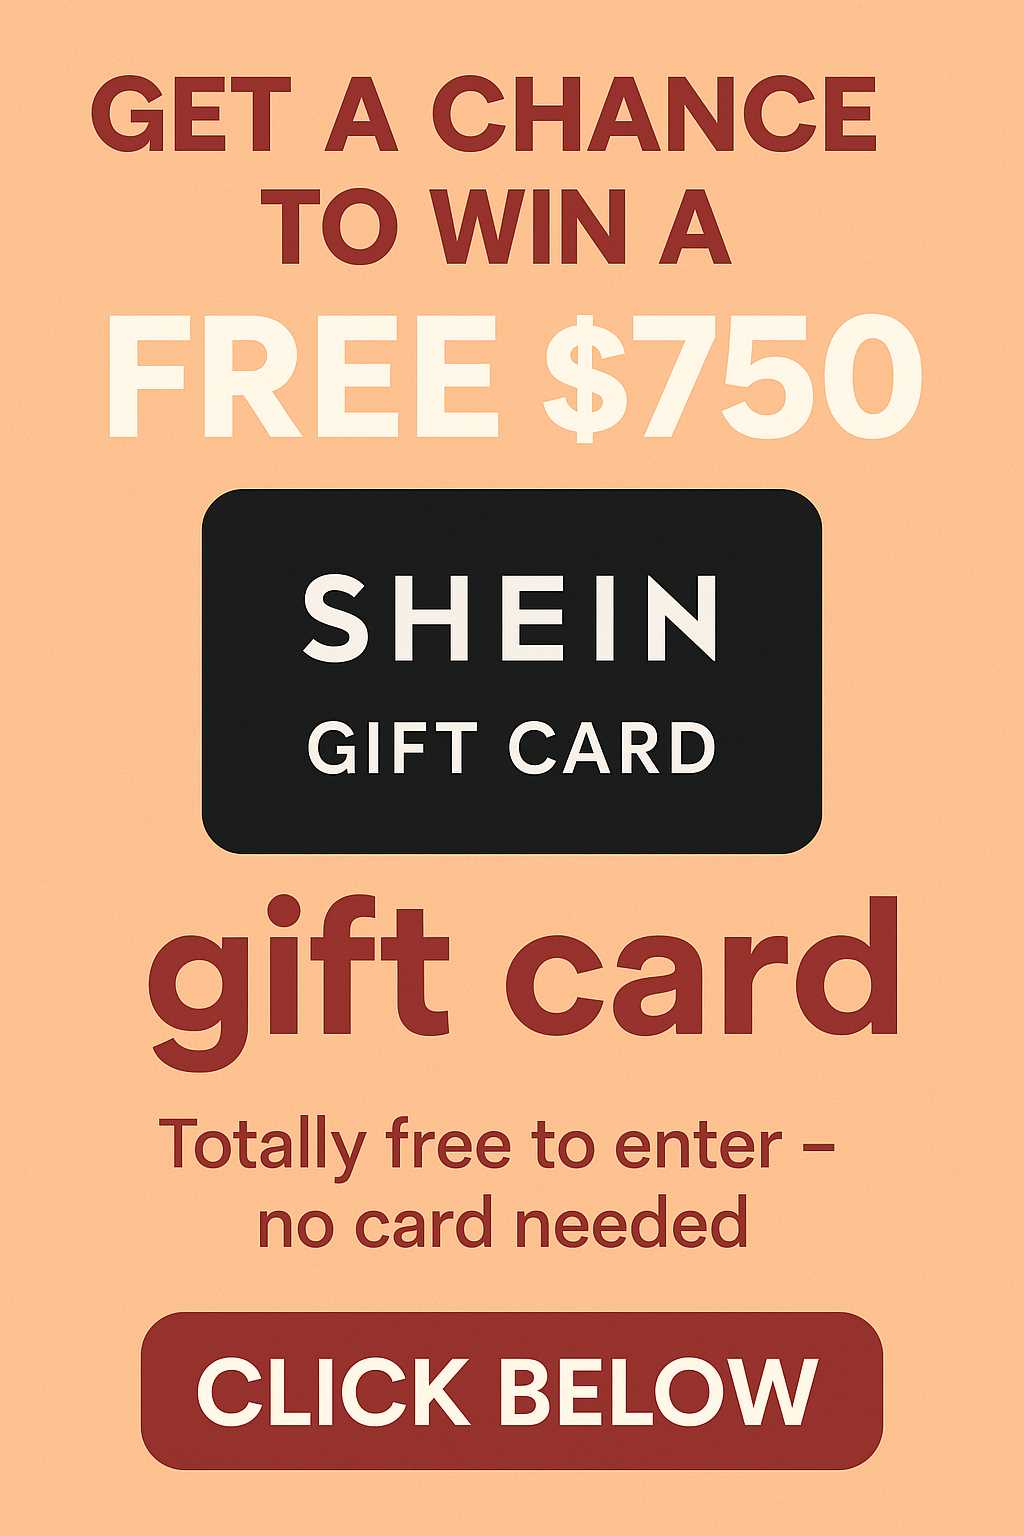 GET A CHANCE
TO WIN A
FREE $750
SHEIN
GIFT CARD
gift card
Totally free to enter –
no card needed
CLICK BELOW